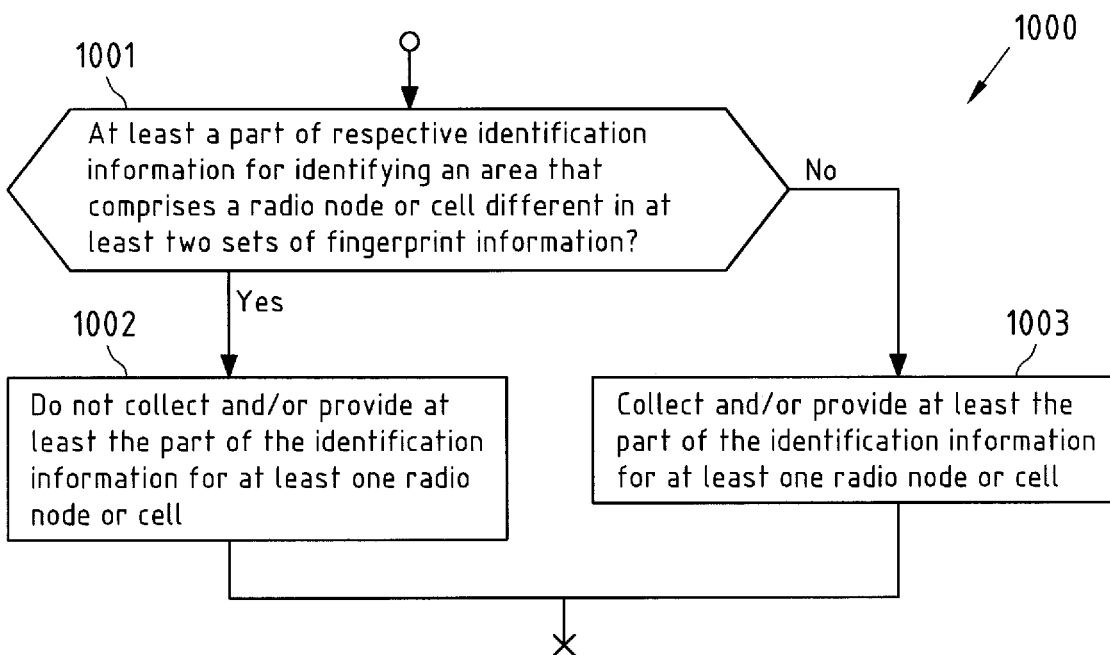 1000
1001
At least a part of respective identification
information for identifying an area that
comprises a radio node or cell different in at
least two sets of fingerprint information?
No
Yes
1002
1003
Do not collect and/or provide at
least the part of the identification
information for at least one radio
node or cell
Collect and/or provide at least the
part of the identification information
for at least one radio node or cell